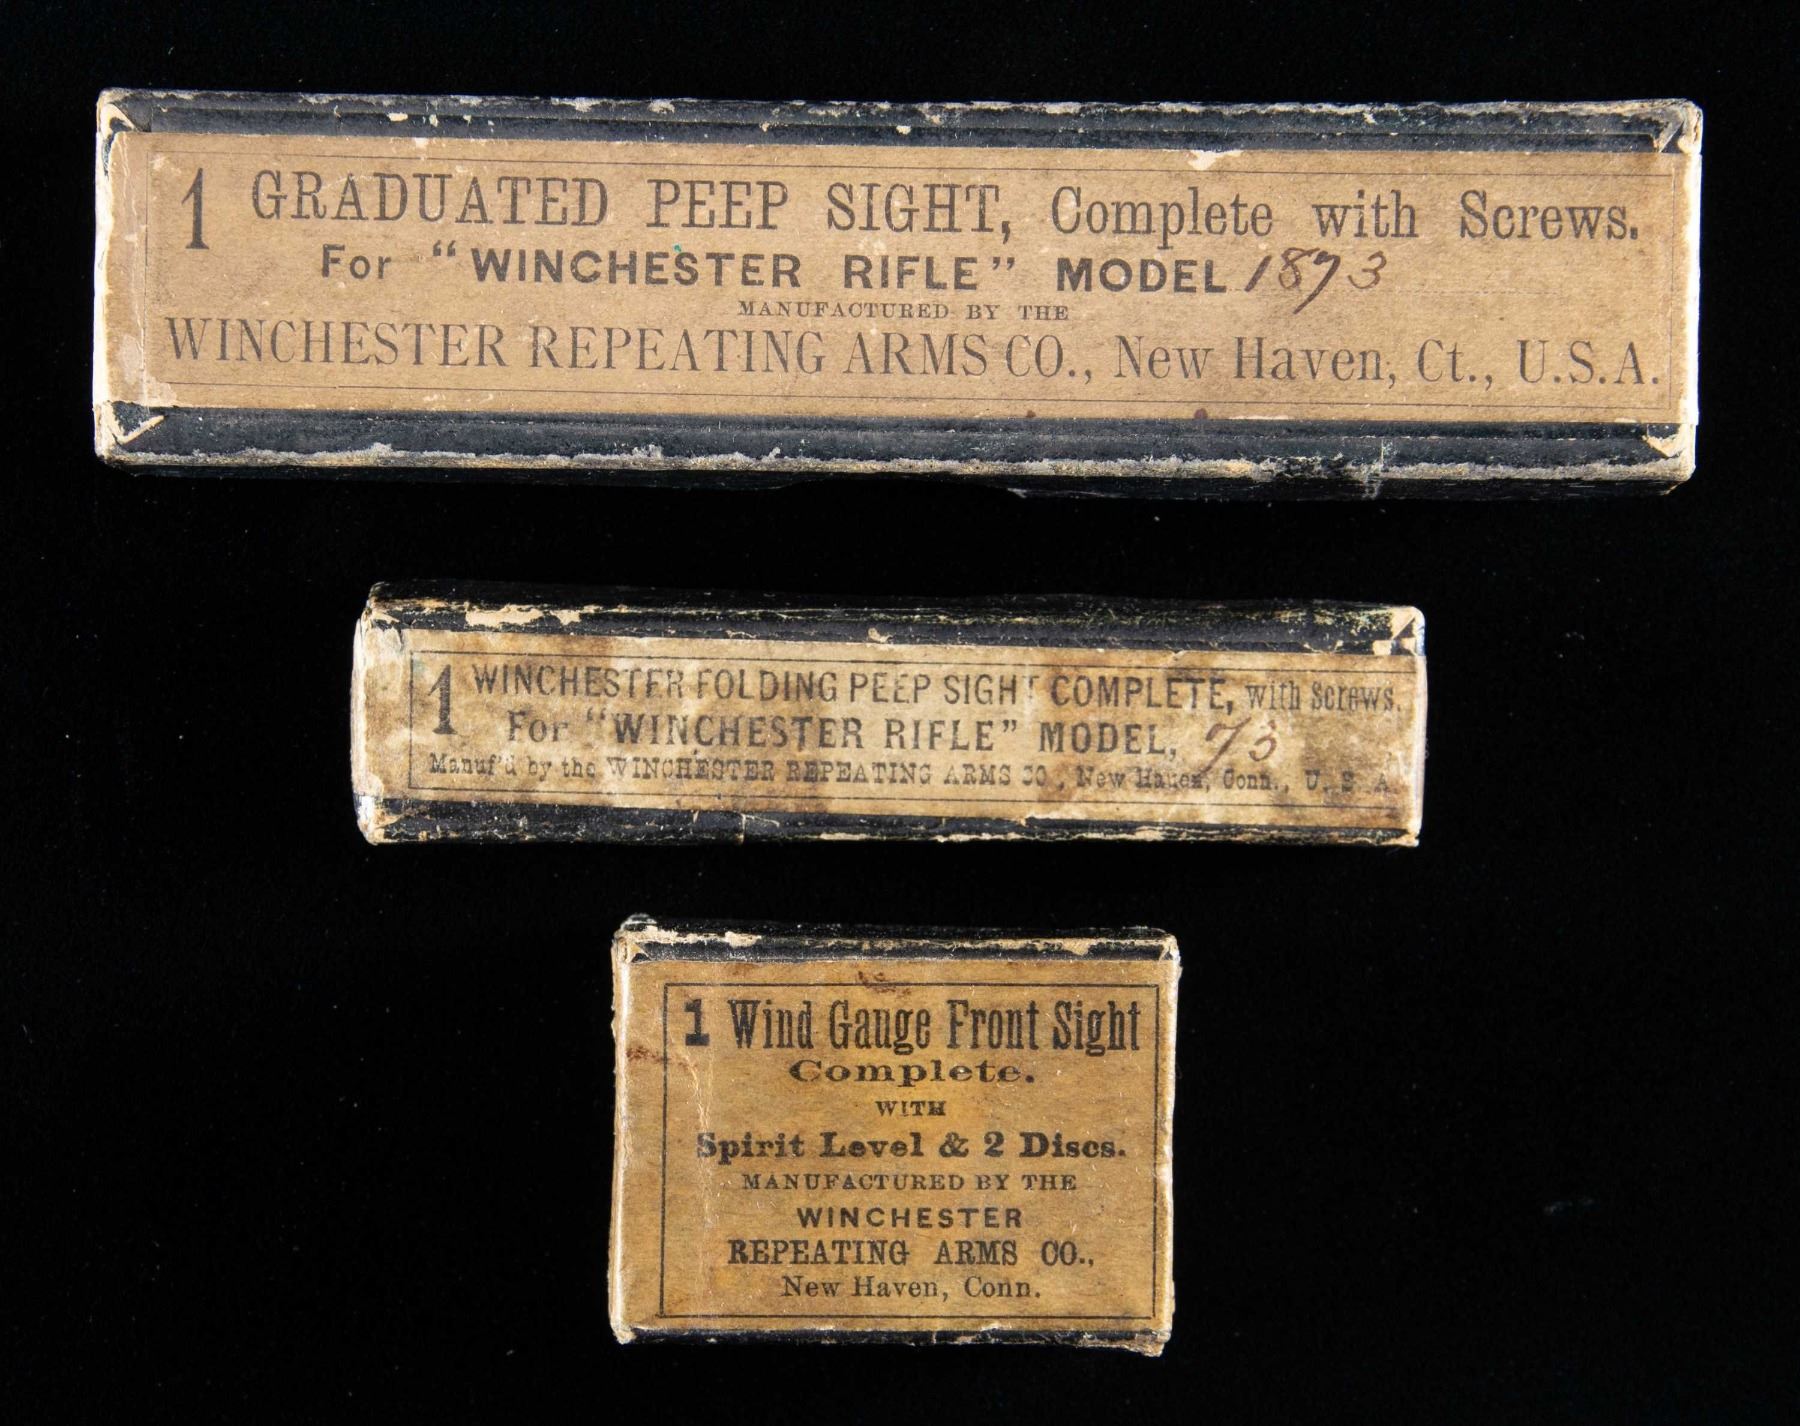 1 GRADUATED PEEP SIGHT, Complete with Screws.
For "WINCHESTER RIFLE" MODEL 1873
MANUFACTURED BY THE
WINCHESTER REPEATING ARMS CO., New Haven, Ct., U.S.A.
1 WINCHESTER FOLDING PEEP SIGHT COMPLETE, with Screws.
For "WINCHESTER RIFLE" MODEL, 73
Manuf'd by the WINCHESTER REPEATING ARMS CO., New Haven, Conn., U.S.A.
1 Wind Gauge Front Sight
Complete.
WITH
Spirit Level & 2 Discs.
MANUFACTURED BY THE
WINCHESTER
REPEATING ARMS CO.,
New Haven, Conn.